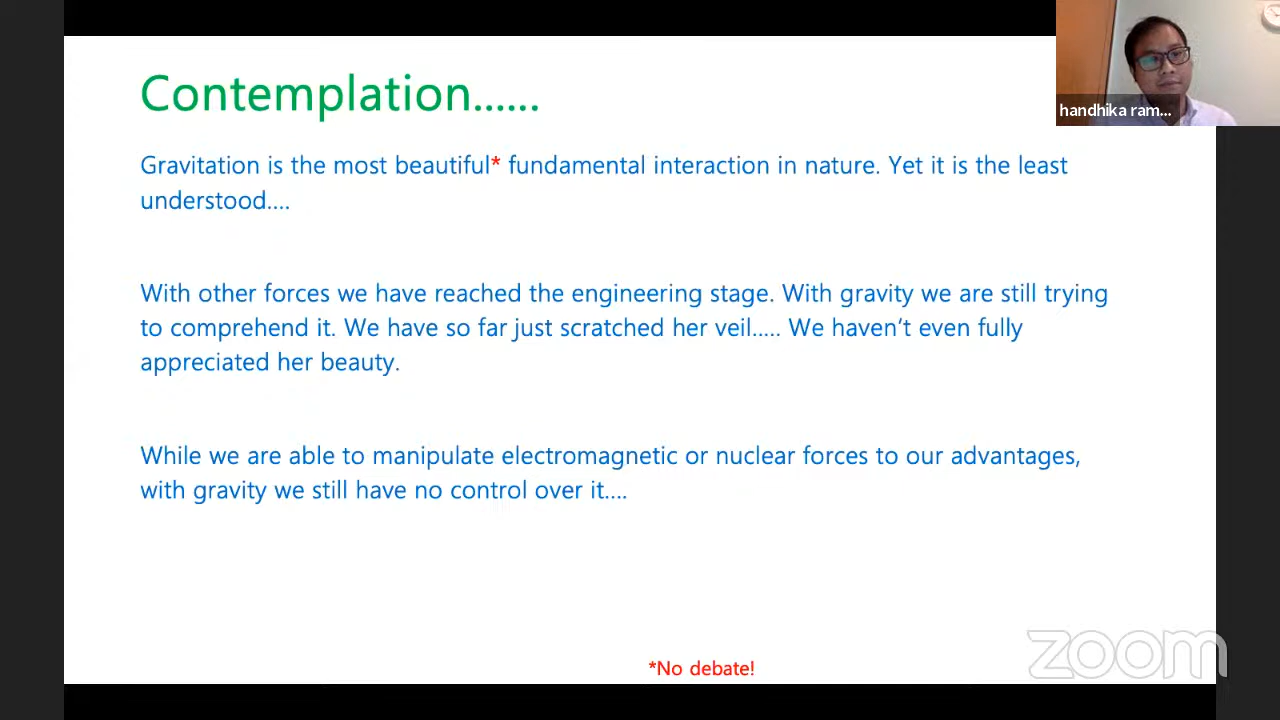 Contemplation......
handhika ram...
Gravitation is the most beautiful* fundamental interaction in nature. Yet it is the least
understood....
With other forces we have reached the engineering stage. With gravity we are still trying
to comprehend it. We have so far just scratched her veil..... We haven't even fully
appreciated her beauty.
While we are able to manipulate electromagnetic or nuclear forces to our advantages,
with gravity we still have no control over it....
zoom
*No debate!